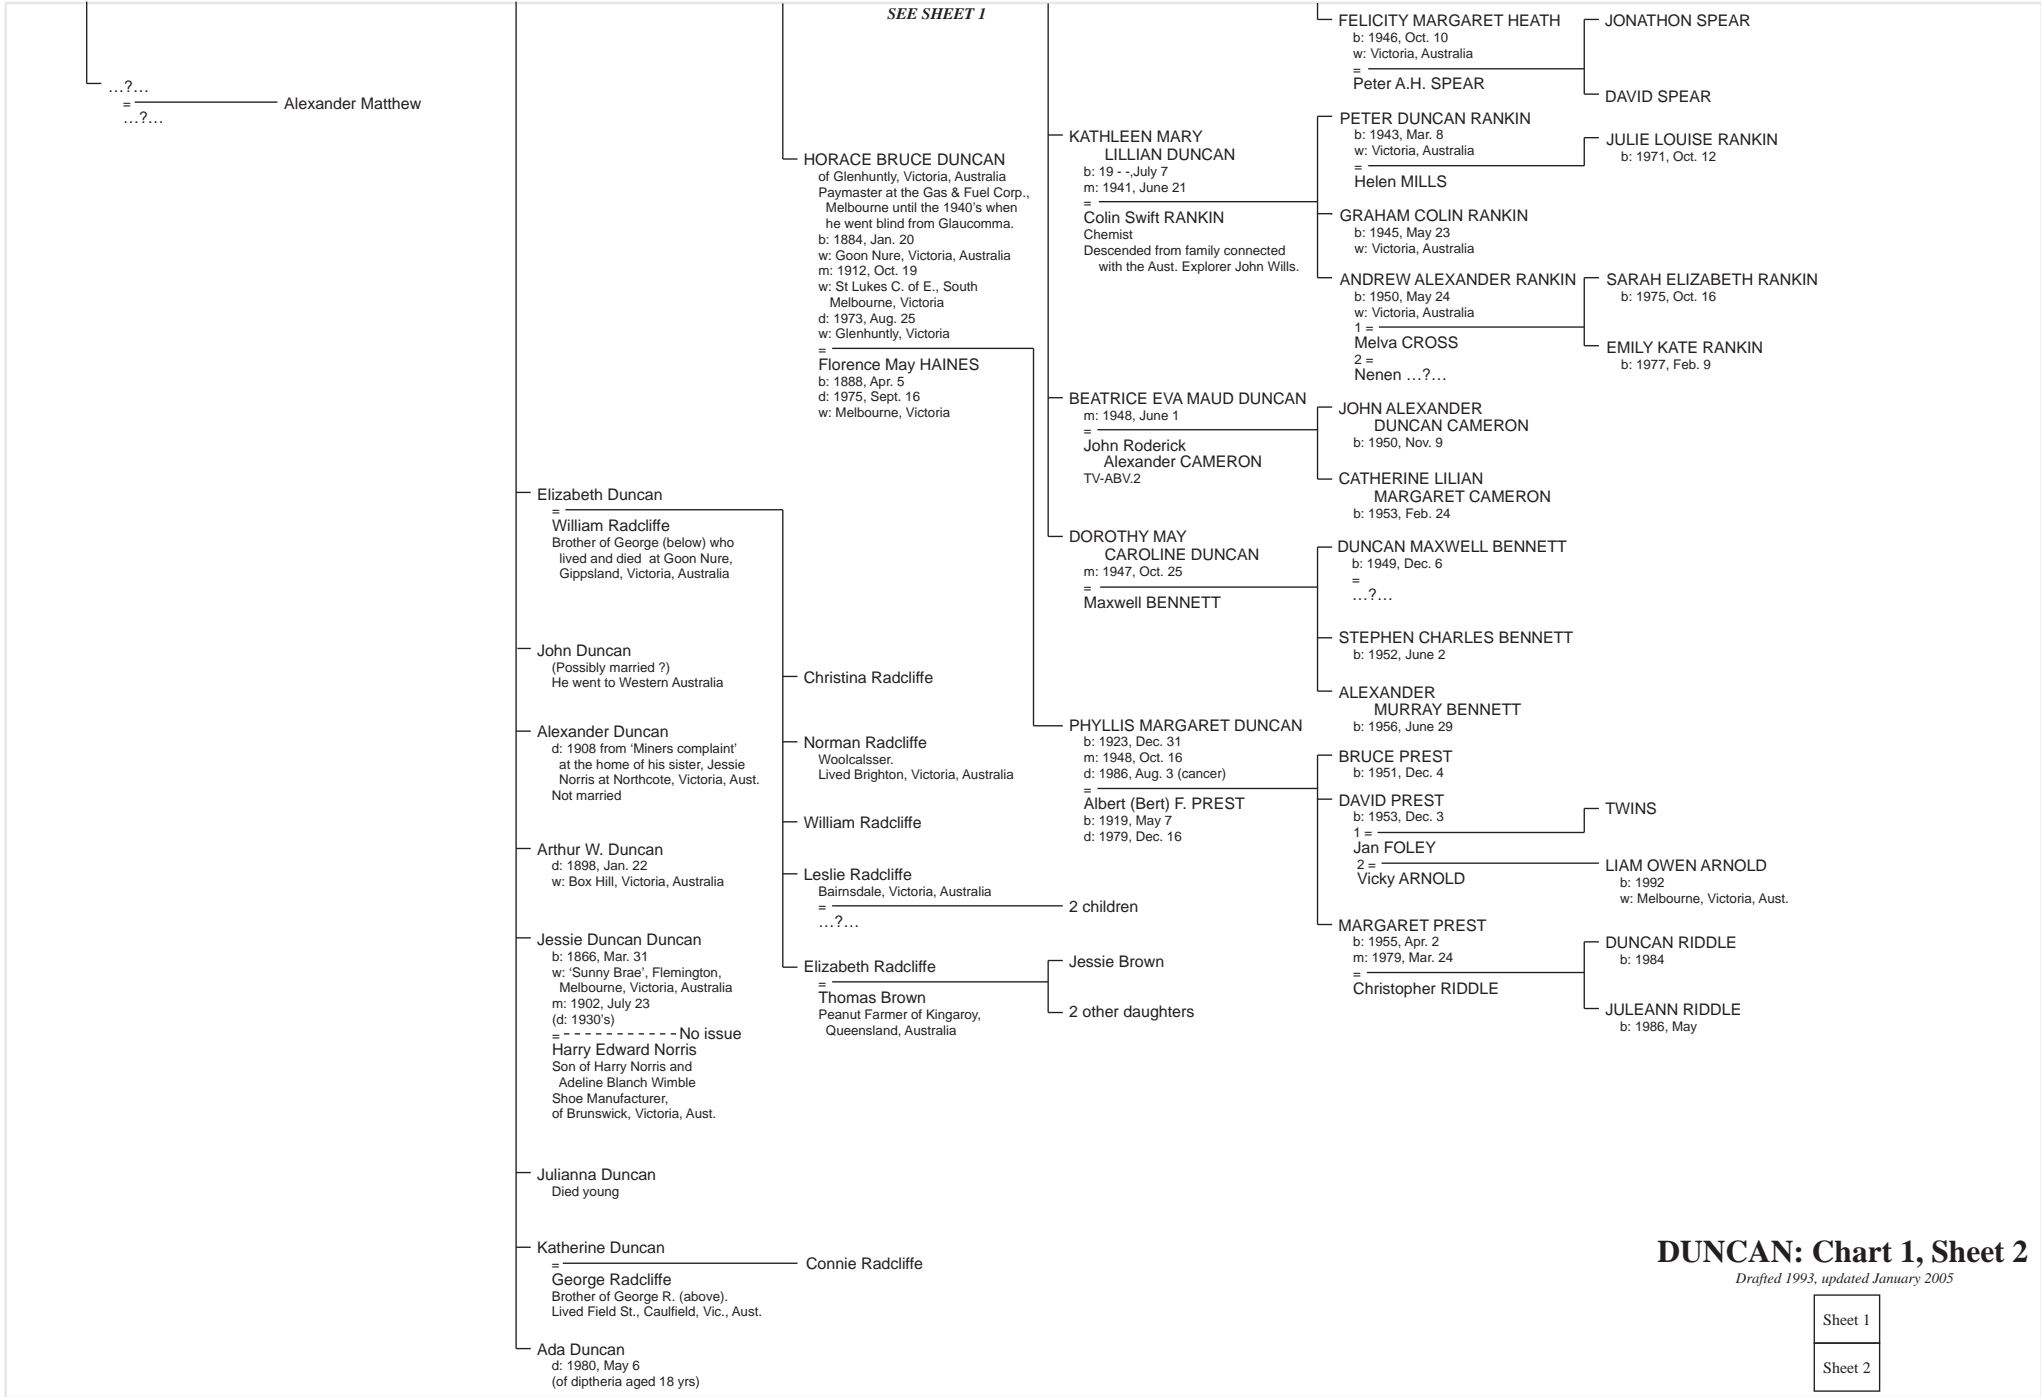 SEE SHEET 1
…?…
=
…?…
Alexander Matthew
Elizabeth Duncan
=
William Radcliffe
Brother of George (below) who
lived and died at Goon Nure,
Gippsland, Victoria, Australia
John Duncan
(Possibly married ?)
He went to Western Australia
Alexander Duncan
d: 1908 from ‘Miners complaint’
at the home of his sister, Jessie
Norris at Northcote, Victoria, Aust.
Not married
Arthur W. Duncan
d: 1898, Jan. 22
w: Box Hill, Victoria, Australia
Jessie Duncan Duncan
b: 1866, Mar. 31
w: ‘Sunny Brae’, Flemington,
Melbourne, Victoria, Australia
m: 1902, July 23
(d: 1930’s)
= No issue
Harry Edward Norris
Son of Harry Norris and
Adeline Blanch Wimble
Shoe Manufacturer,
of Brunswick, Victoria, Aust.
Julianna Duncan
Died young
Katherine Duncan
=
George Radcliffe
Brother of George R. (above).
Lived Field St., Caulfield, Vic., Aust.
Ada Duncan
d: 1980, May 6
(of diptheria aged 18 yrs)
HORACE BRUCE DUNCAN
of Glenhuntly, Victoria, Australia
Paymaster at the Gas & Fuel Corp.,
Melbourne until the 1940’s when
he went blind from Glaucomma.
b: 1884, Jan. 20
w: Goon Nure, Victoria, Australia
m: 1912, Oct. 19
w: St Lukes C. of E., South
Melbourne, Victoria
d: 1973, Aug. 25
w: Glenhuntly, Victoria
=
Florence May HAINES
b: 1888, Apr. 5
d: 1975, Sept. 16
w: Melbourne, Victoria
Christina Radcliffe
Norman Radcliffe
Woolcalsser.
Lived Brighton, Victoria, Australia
William Radcliffe
Leslie Radcliffe
Bairnsdale, Victoria, Australia
=
…?…
Elizabeth Radcliffe
=
Thomas Brown
Peanut Farmer of Kingaroy,
Queensland, Australia
Connie Radcliffe
KATHLEEN MARY
LILLIAN DUNCAN
b: 19 - -,July 7
m: 1941, June 21
=
Colin Swift RANKIN
Chemist
Descended from family connected
with the Aust. Explorer John Wills.
BEATRICE EVA MAUD DUNCAN
m: 1948, June 1
=
John Roderick
Alexander CAMERON
TV-ABV.2
DOROTHY MAY
CAROLINE DUNCAN
m: 1947, Oct. 25
=
Maxwell BENNETT
PHYLLIS MARGARET DUNCAN
b: 1923, Dec. 31
m: 1948, Oct. 16
d: 1986, Aug. 3 (cancer)
=
Albert (Bert) F. PREST
b: 1919, May 7
d: 1979, Dec. 16
2 children
Jessie Brown
2 other daughters
FELICITY MARGARET HEATH
b: 1946, Oct. 10
w: Victoria, Australia
=
Peter A.H. SPEAR
PETER DUNCAN RANKIN
b: 1943, Mar. 8
w: Victoria, Australia
=
Helen MILLS
GRAHAM COLIN RANKIN
b: 1945, May 23
w: Victoria, Australia
ANDREW ALEXANDER RANKIN
b: 1950, May 24
w: Victoria, Australia
1 =
Melva CROSS
2 =
Nenen …?…
JOHN ALEXANDER
DUNCAN CAMERON
b: 1950, Nov. 9
CATHERINE LILIAN
MARGARET CAMERON
b: 1953, Feb. 24
DUNCAN MAXWELL BENNETT
b: 1949, Dec. 6
=
…?…
STEPHEN CHARLES BENNETT
b: 1952, June 2
ALEXANDER
MURRAY BENNETT
b: 1956, June 29
BRUCE PREST
b: 1951, Dec. 4
DAVID PREST
b: 1953, Dec. 3
1 =
Jan FOLEY
2 =
Vicky ARNOLD
MARGARET PREST
b: 1955, Apr. 2
m: 1979, Mar. 24
=
Christopher RIDDLE
JONATHON SPEAR
DAVID SPEAR
JULIE LOUISE RANKIN
b: 1971, Oct. 12
SARAH ELIZABETH RANKIN
b: 1975, Oct. 16
EMILY KATE RANKIN
b: 1977, Feb. 9
TWINS
LIAM OWEN ARNOLD
b: 1992
w: Melbourne, Victoria, Aust.
DUNCAN RIDDLE
b: 1984
JULEANN RIDDLE
b: 1986, May
DUNCAN: Chart 1, Sheet 2
Drafted 1993, updated January 2005
Sheet 1
Sheet 2